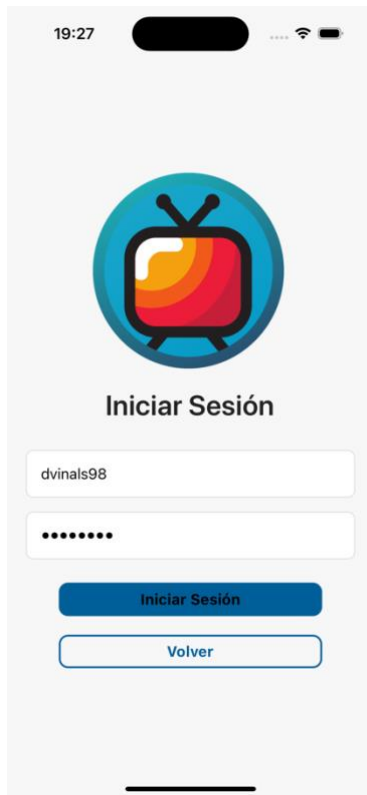 19:27
Iniciar Sesión
dvinals98
••••••••
Iniciar Sesión
Volver